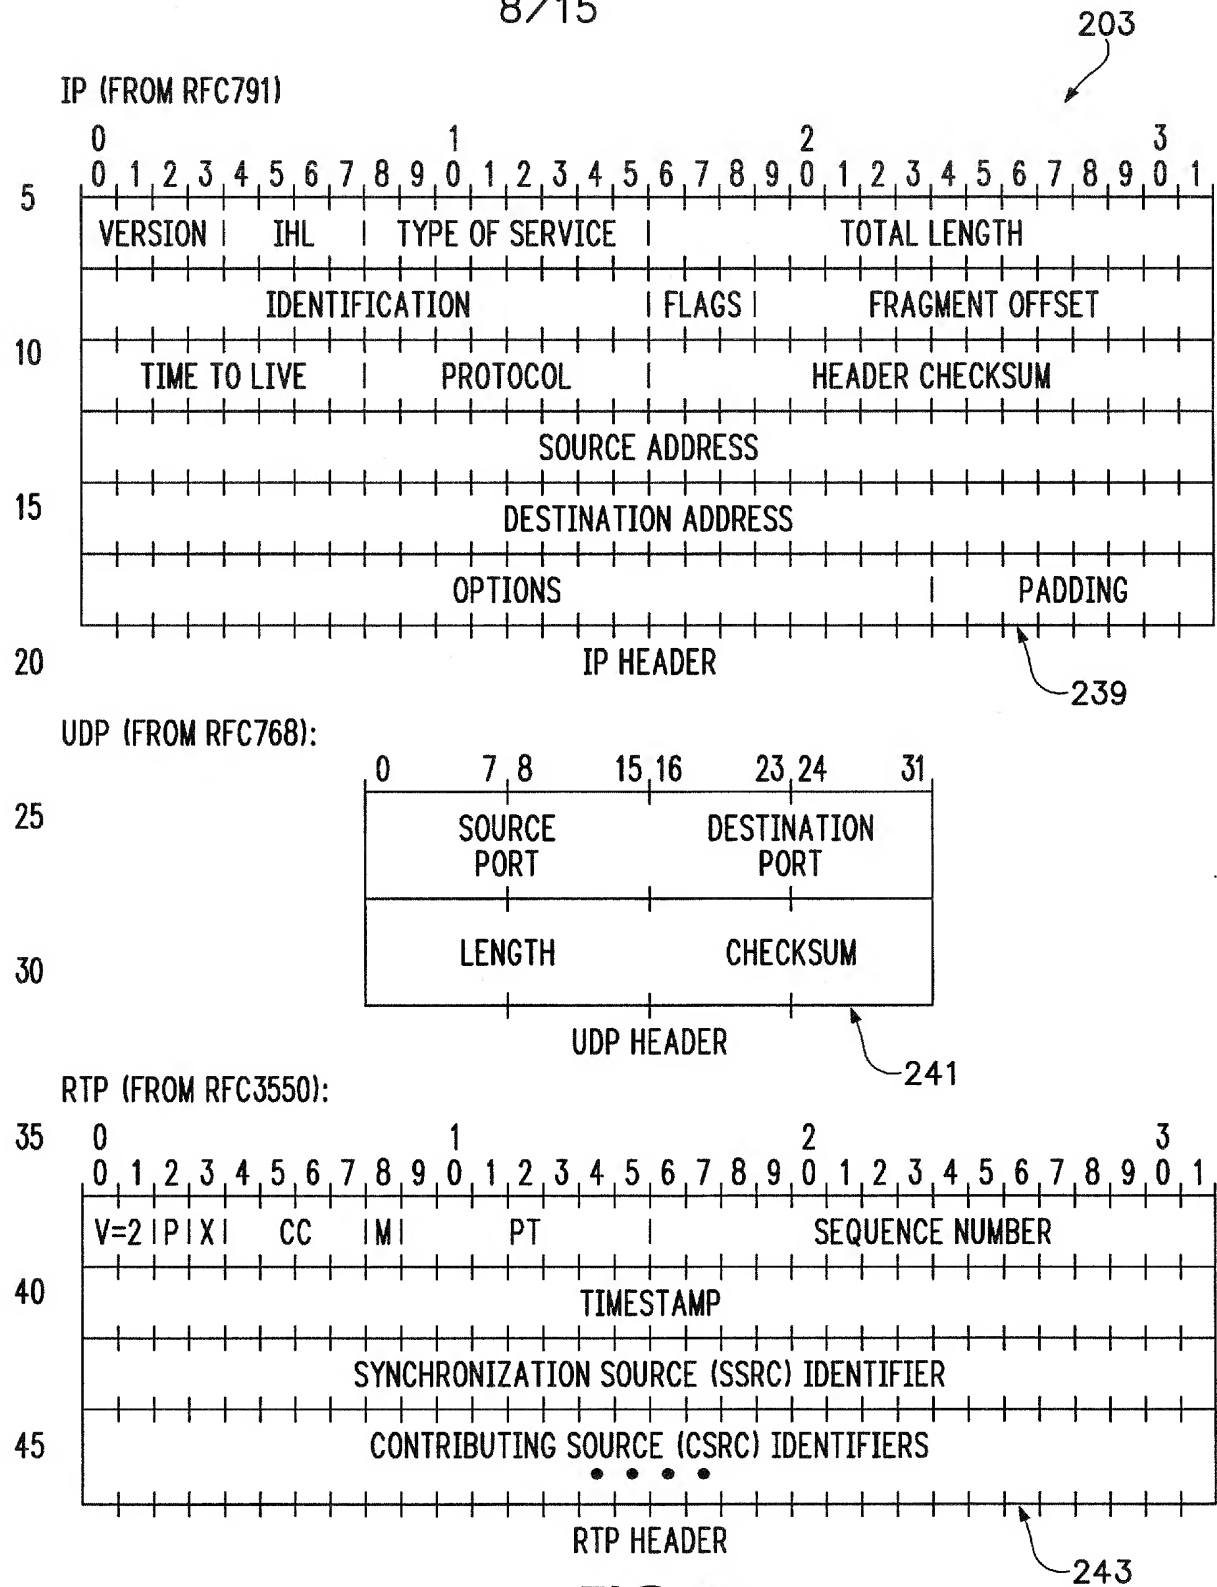 8/15
203
IP (FROM RFC791)
0 1 2 3
0 1 2 3 4 5 6 7 8 9 0 1 2 3 4 5 6 7 8 9 0 1 2 3 4 5 6 7 8 9 0 1
5
VERSION | IHL | TYPE OF SERVICE | TOTAL LENGTH
IDENTIFICATION | FLAGS | FRAGMENT OFFSET
10
TIME TO LIVE | PROTOCOL | HEADER CHECKSUM
SOURCE ADDRESS
15
DESTINATION ADDRESS
OPTIONS | PADDING
20
IP HEADER
239
UDP (FROM RFC768):
0 7 8 15 16 23 24 31
25
SOURCE PORT
DESTINATION PORT
30
LENGTH CHECKSUM
UDP HEADER
241
RTP (FROM RFC3550):
35
0 1 2 3
0 1 2 3 4 5 6 7 8 9 0 1 2 3 4 5 6 7 8 9 0 1 2 3 4 5 6 7 8 9 0 1
V=2 | P | X | CC | M | PT | SEQUENCE NUMBER
40
TIMESTAMP
SYNCHRONIZATION SOURCE (SSRC) IDENTIFIER
45
CONTRIBUTING SOURCE (CSRC) IDENTIFIERS
• • • •
RTP HEADER
243